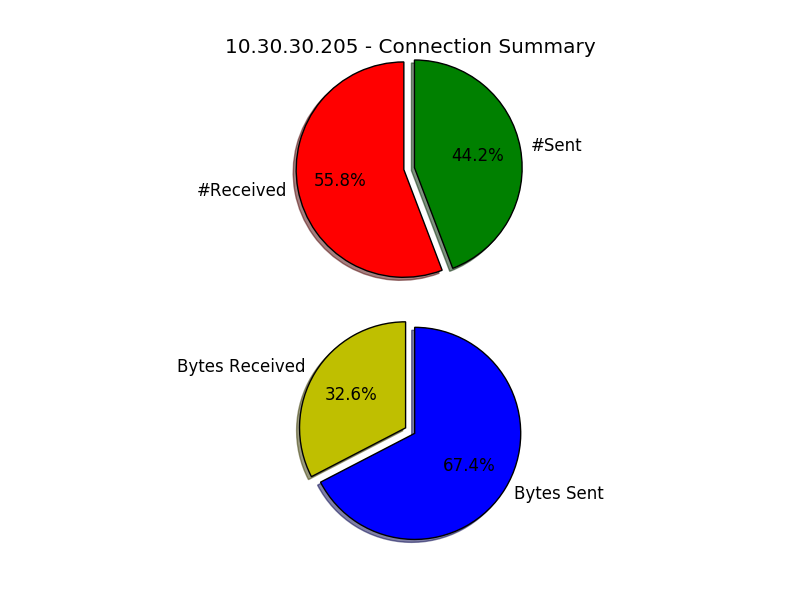 10.30.30.205 - Connection Summary
#Sent
44.2%
55.8%
#Received
Bytes Received
32.6%
67.4%
Bytes Sent